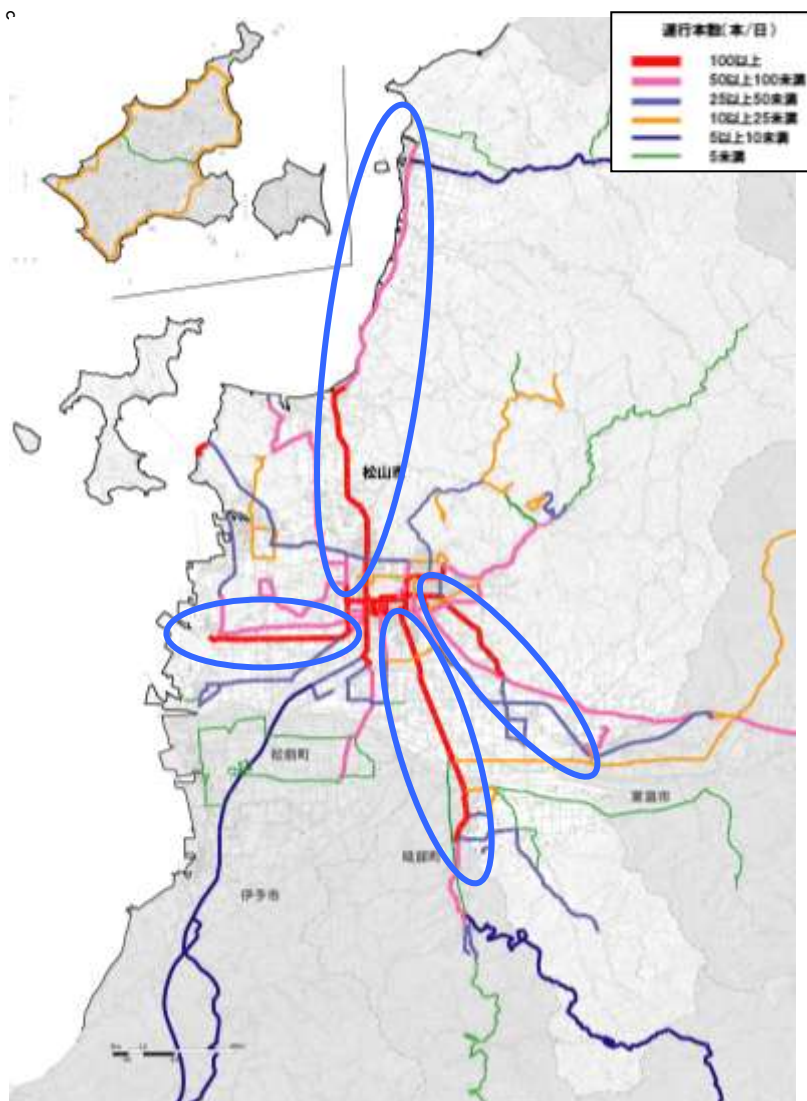 c
運行本数(本/日)
100以上
50以上100未満
25以上50未満
10以上25未満
5以上10未満
5未満
松山市
松前町
東温市
砥部町
伊予市